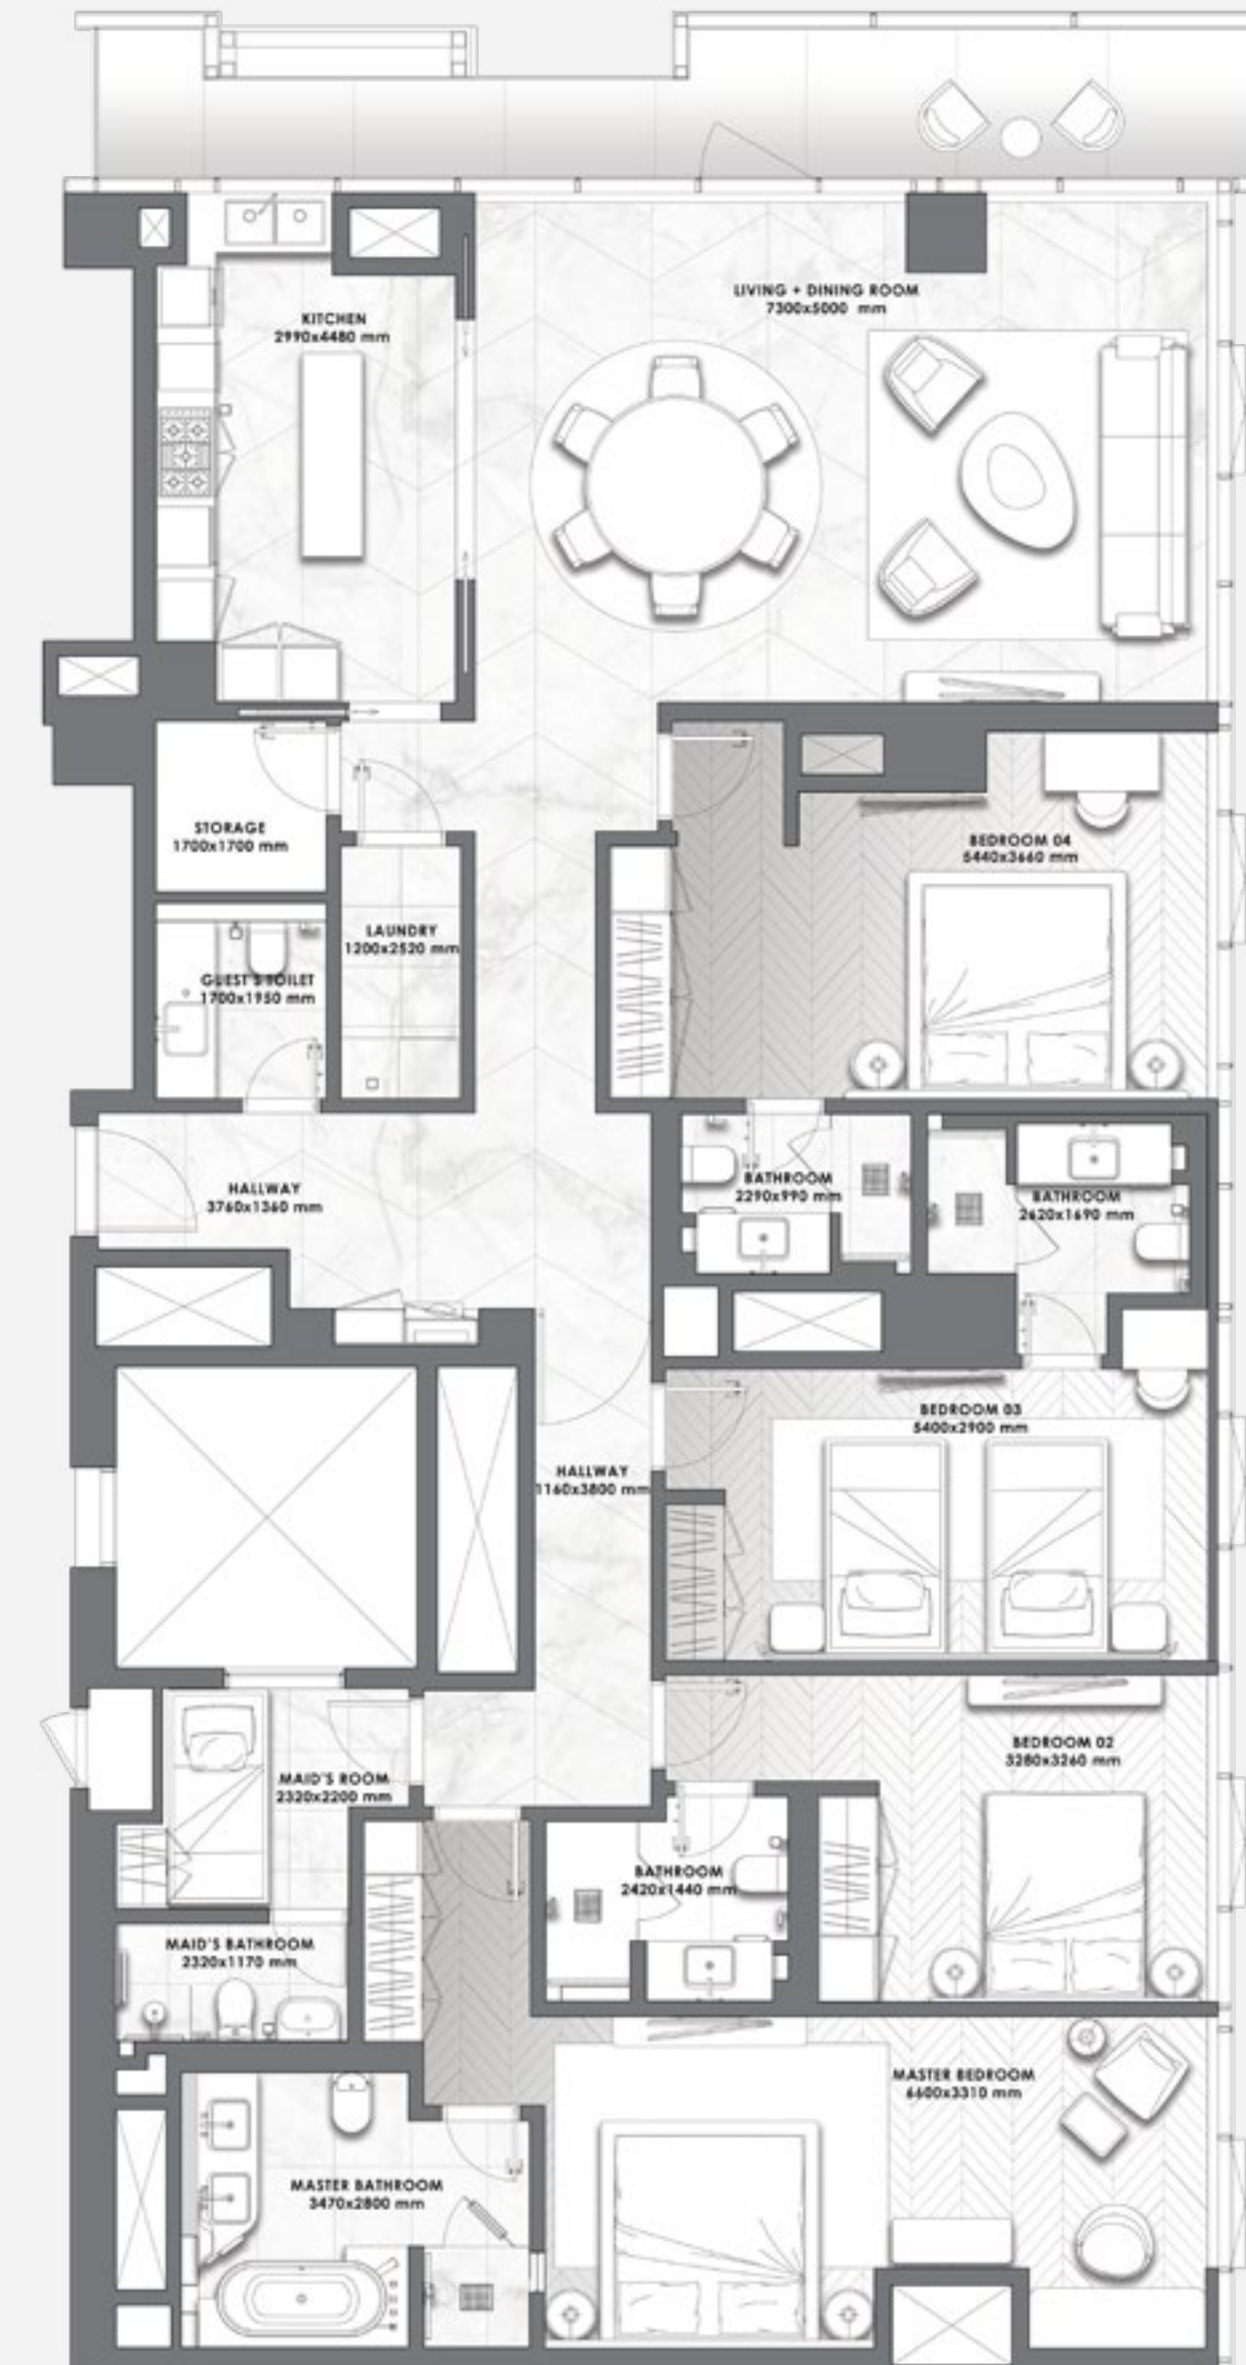 LIVING + DINING ROOM
7300x5000 mm
KITCHEN
2990x4480 mm
STORAGE
1700x1700 mm
BEDROOM 04
5440x3660 mm
LAUNDRY
1200x2520 mm
GUEST'S TOILET
1700x1950 mm
HALLWAY
3760x1360 mm
BATHROOM
2290x990 mm
BATHROOM
2620x1690 mm
BEDROOM 03
5400x2900 mm
HALLWAY
1160x3800 mm
BEDROOM 02
3280x3260 mm
MAID'S ROOM
2320x2200 mm
BATHROOM
2420x1440 mm
MAID'S BATHROOM
2320x1170 mm
MASTER BEDROOM
6600x3310 mm
MASTER BATHROOM
3470x2800 mm